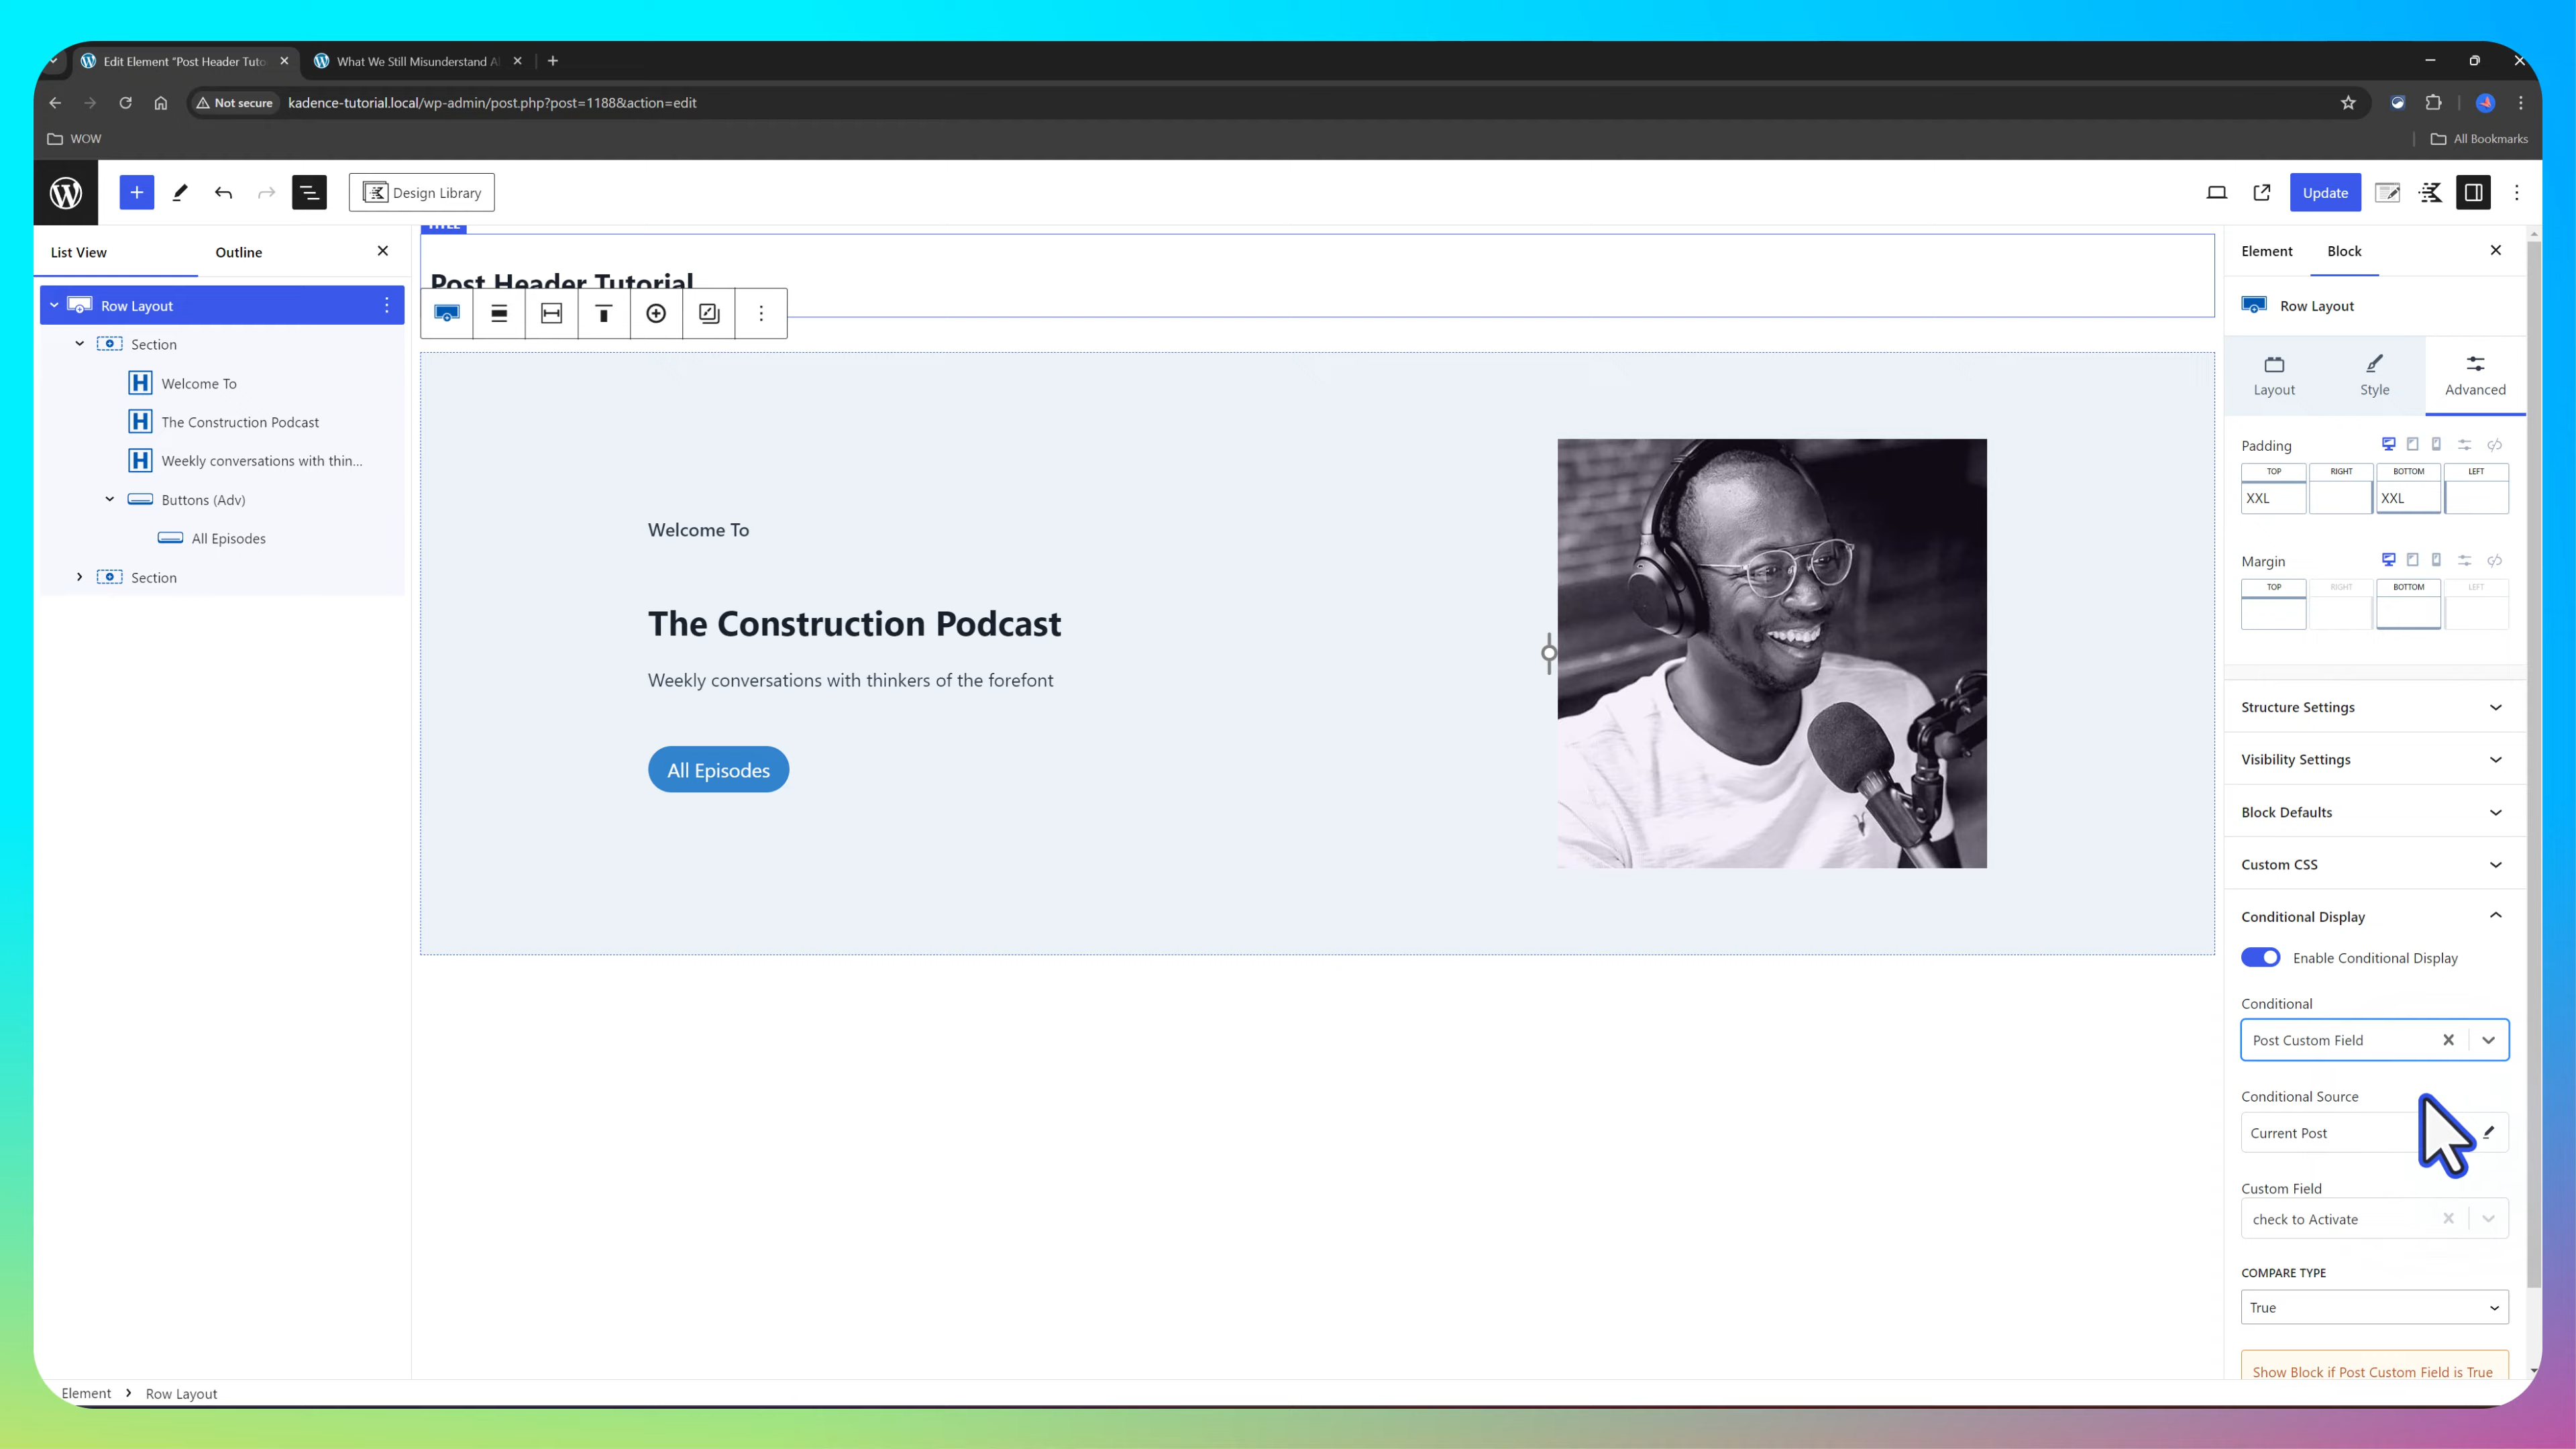 Edit Element "Post Header Tuto
What We Still Misunderstand A
Not secure
kadence-tutorial.local/wp-admin/post.php?post=1188&action=edit
WOW
All Bookmarks
Design Library
Update
List View
Outline
Row Layout
Section
Welcome To
The Construction Podcast
Weekly conversations with thin...
Buttons (Adv)
All Episodes
Section
TITLE
Post Header Tutorial
Welcome To
The Construction Podcast
Weekly conversations with thinkers of the forefont
All Episodes
Element
Block
Row Layout
Layout
Style
Advanced
Padding
TOP
RIGHT
BOTTOM
LEFT
XXL
XXL
Margin
TOP
RIGHT
BOTTOM
LEFT
Structure Settings
Visibility Settings
Block Defaults
Custom CSS
Conditional Display
Enable Conditional Display
Conditional
Post Custom Field
Conditional Source
Current Post
Custom Field
check to Activate
COMPARE TYPE
True
Show Block if Post Custom Field is True
Element
Row Layout